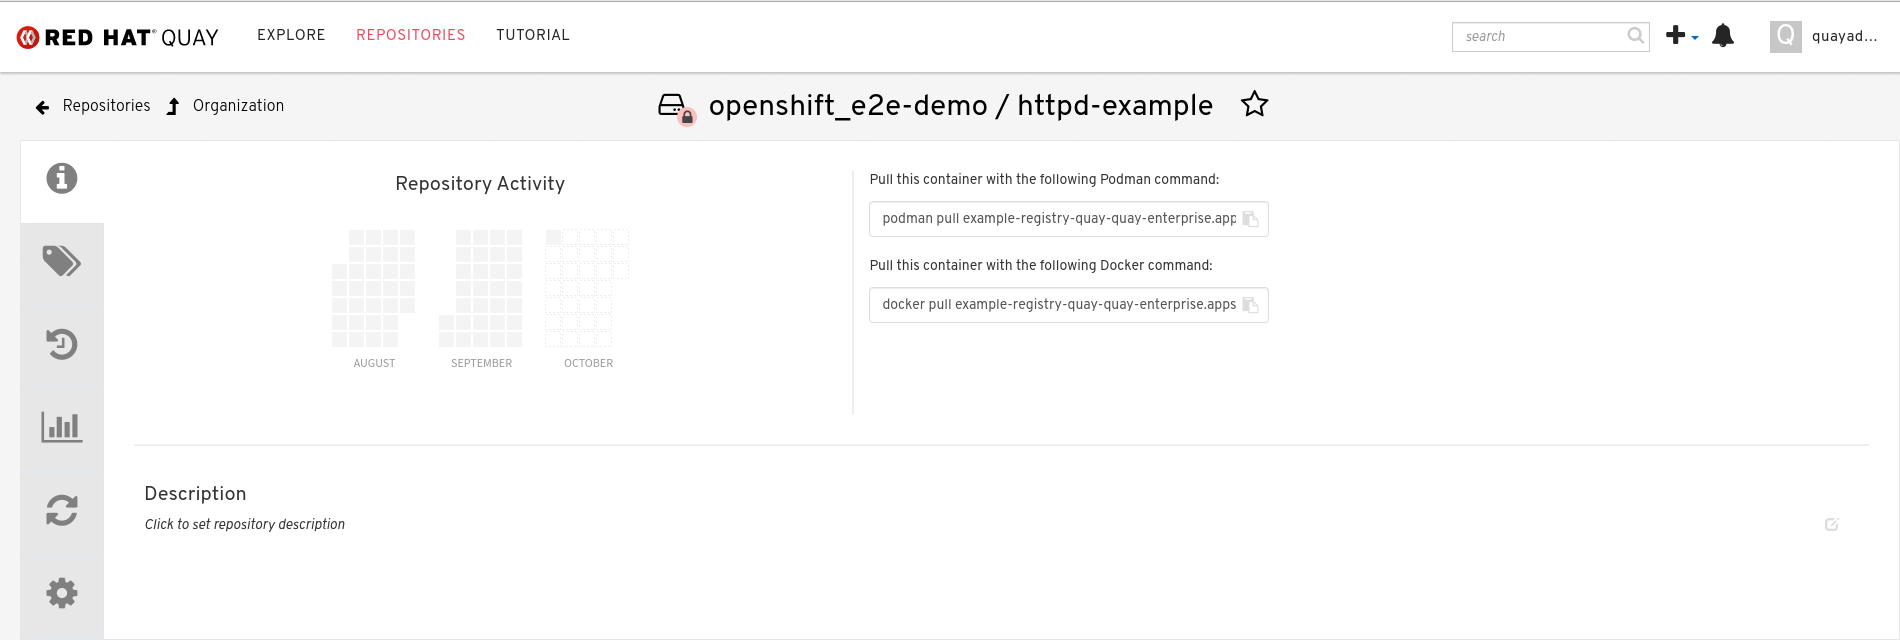 RED HAT® QUAY EXPLORE REPOSITORIES TUTORIAL search Q quayad...
Repositories Organization openshift_e2e-demo / httpd-example
Repository Activity
AUGUST SEPTEMBER OCTOBER
Pull this container with the following Podman command:
podman pull example-registry-quay-quay-enterprise.app
Pull this container with the following Docker command:
docker pull example-registry-quay-quay-enterprise.apps
Description
Click to set repository description